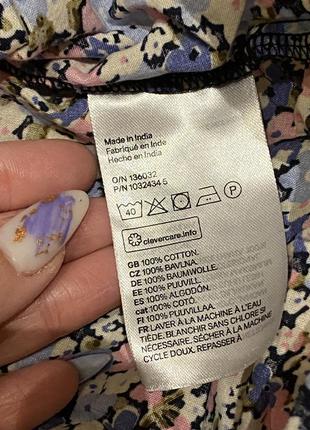 Made in India
Fabriqué en Inde
Hecho en India
O/N 136032
P/N 1032434 5
40
P
clevercare.info
GB 100% COTTON.
CZ 100% BAVLNA.
DE 100% BAUMWOLLE.
EE 100% PUUVILL.
ES 100% ALGODÓN.
cat: 100% COTÓ.
FI 100% PUUVILLAA.
FR LAVER À LA MACHINE À L'EAU
TIÈDE. BLANCHIR SANS CHLORE SI
NÉCESSAIRE. SÉCHER À LA MACHINE
CYCLE DOUX. REPASSER À